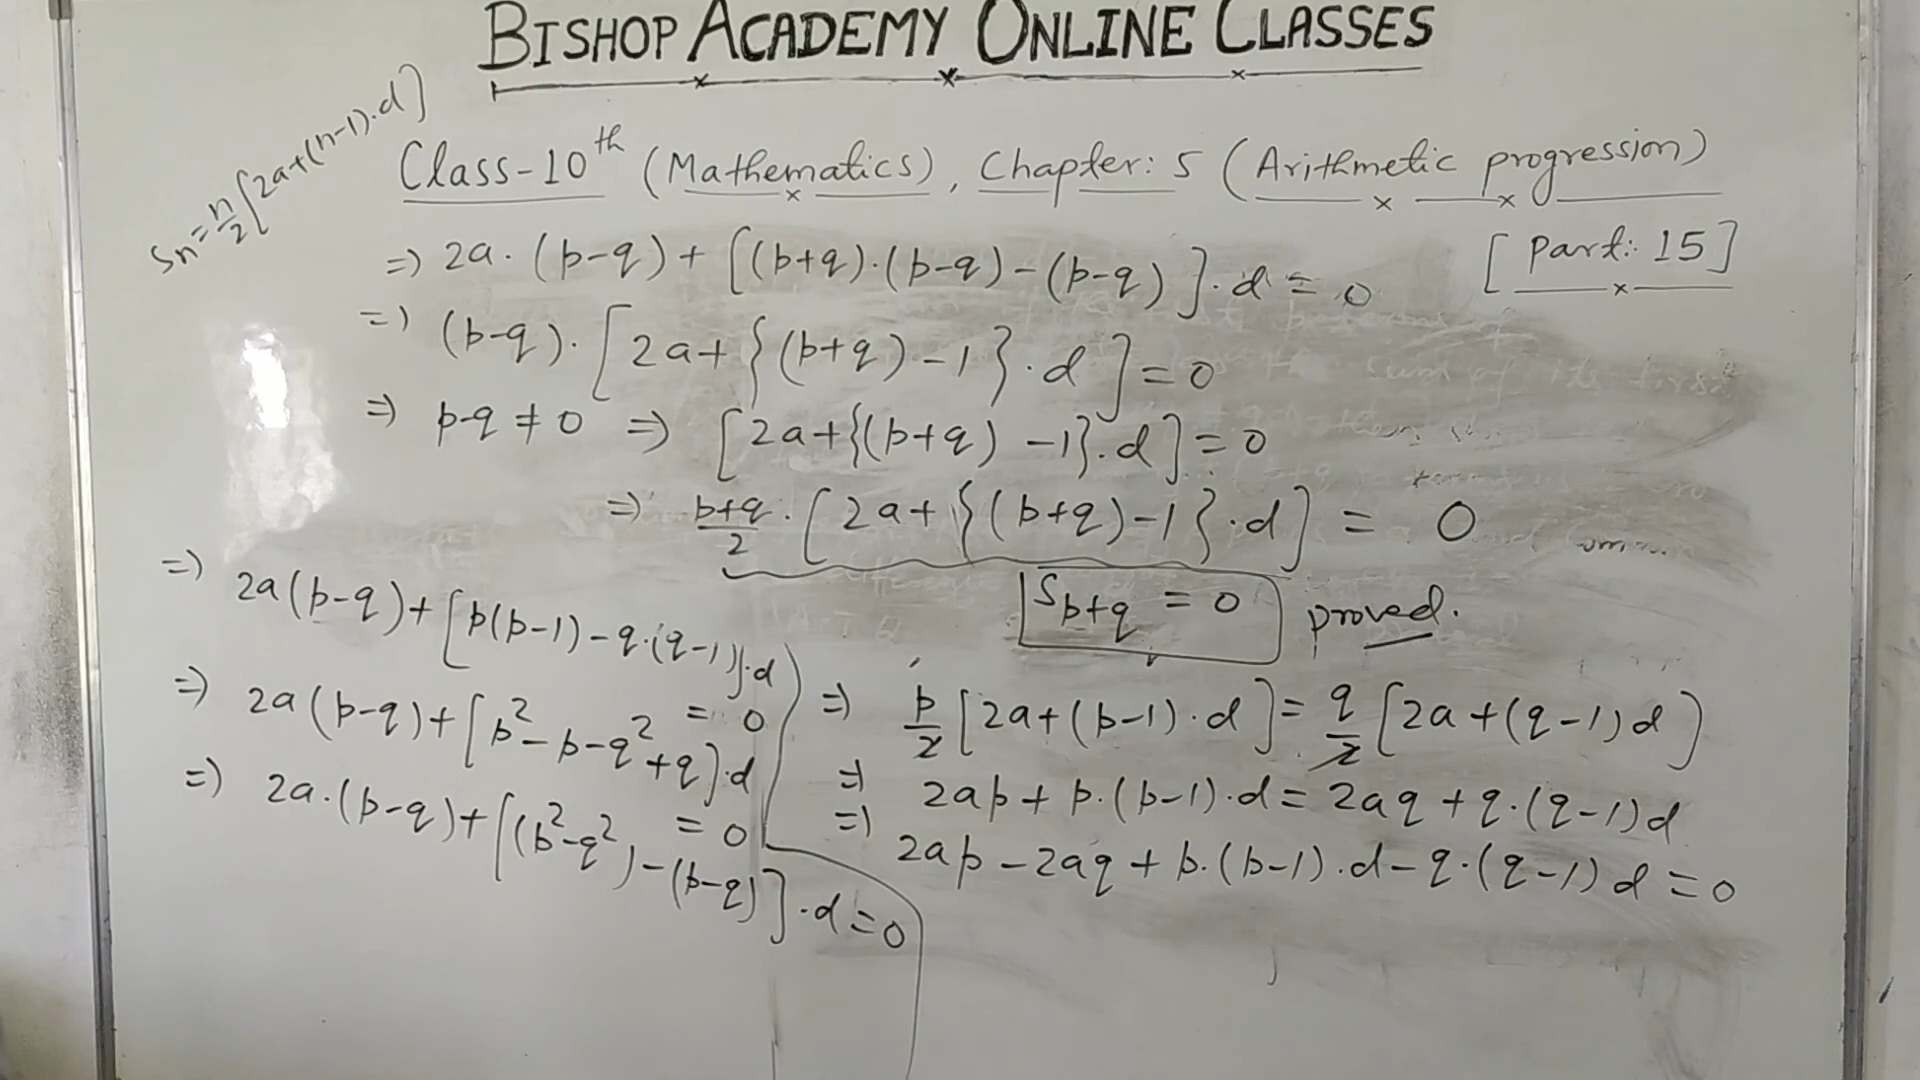 BISHOP ACADEMY ONLINE CLASSES
Sn = n/2 [2a+(n-1).d]
Class-10th (Mathematics), Chapter: 5 (Arithmetic progression)
[Part: 15]
=> 2a.(p-q)+[(p+q).(p-q)-(p-q)].d = 0
=> (p-q).[2a+{(p+q)-1}.d] = 0
=> p-q ≠ 0 => [2a+{(p+q)-1}.d] = 0
=> p+q/2 . [2a+{(p+q)-1}.d] = 0
Sp+q = 0 proved.
=> p/2 [2a+(p-1).d] = q/2 [2a+(q-1)d]
=> 2ap+p.(p-1).d = 2aq+q.(q-1)d
=> 2ap-2aq+p.(p-1).d-q.(q-1)d = 0
=> 2a(p-q)+[p(p-1)-q.(q-1)].d = 0
=> 2a(p-q)+[p²-p-q²+q].d = 0
=> 2a.(p-q)+[(p²-q²)-(p-q)].d = 0